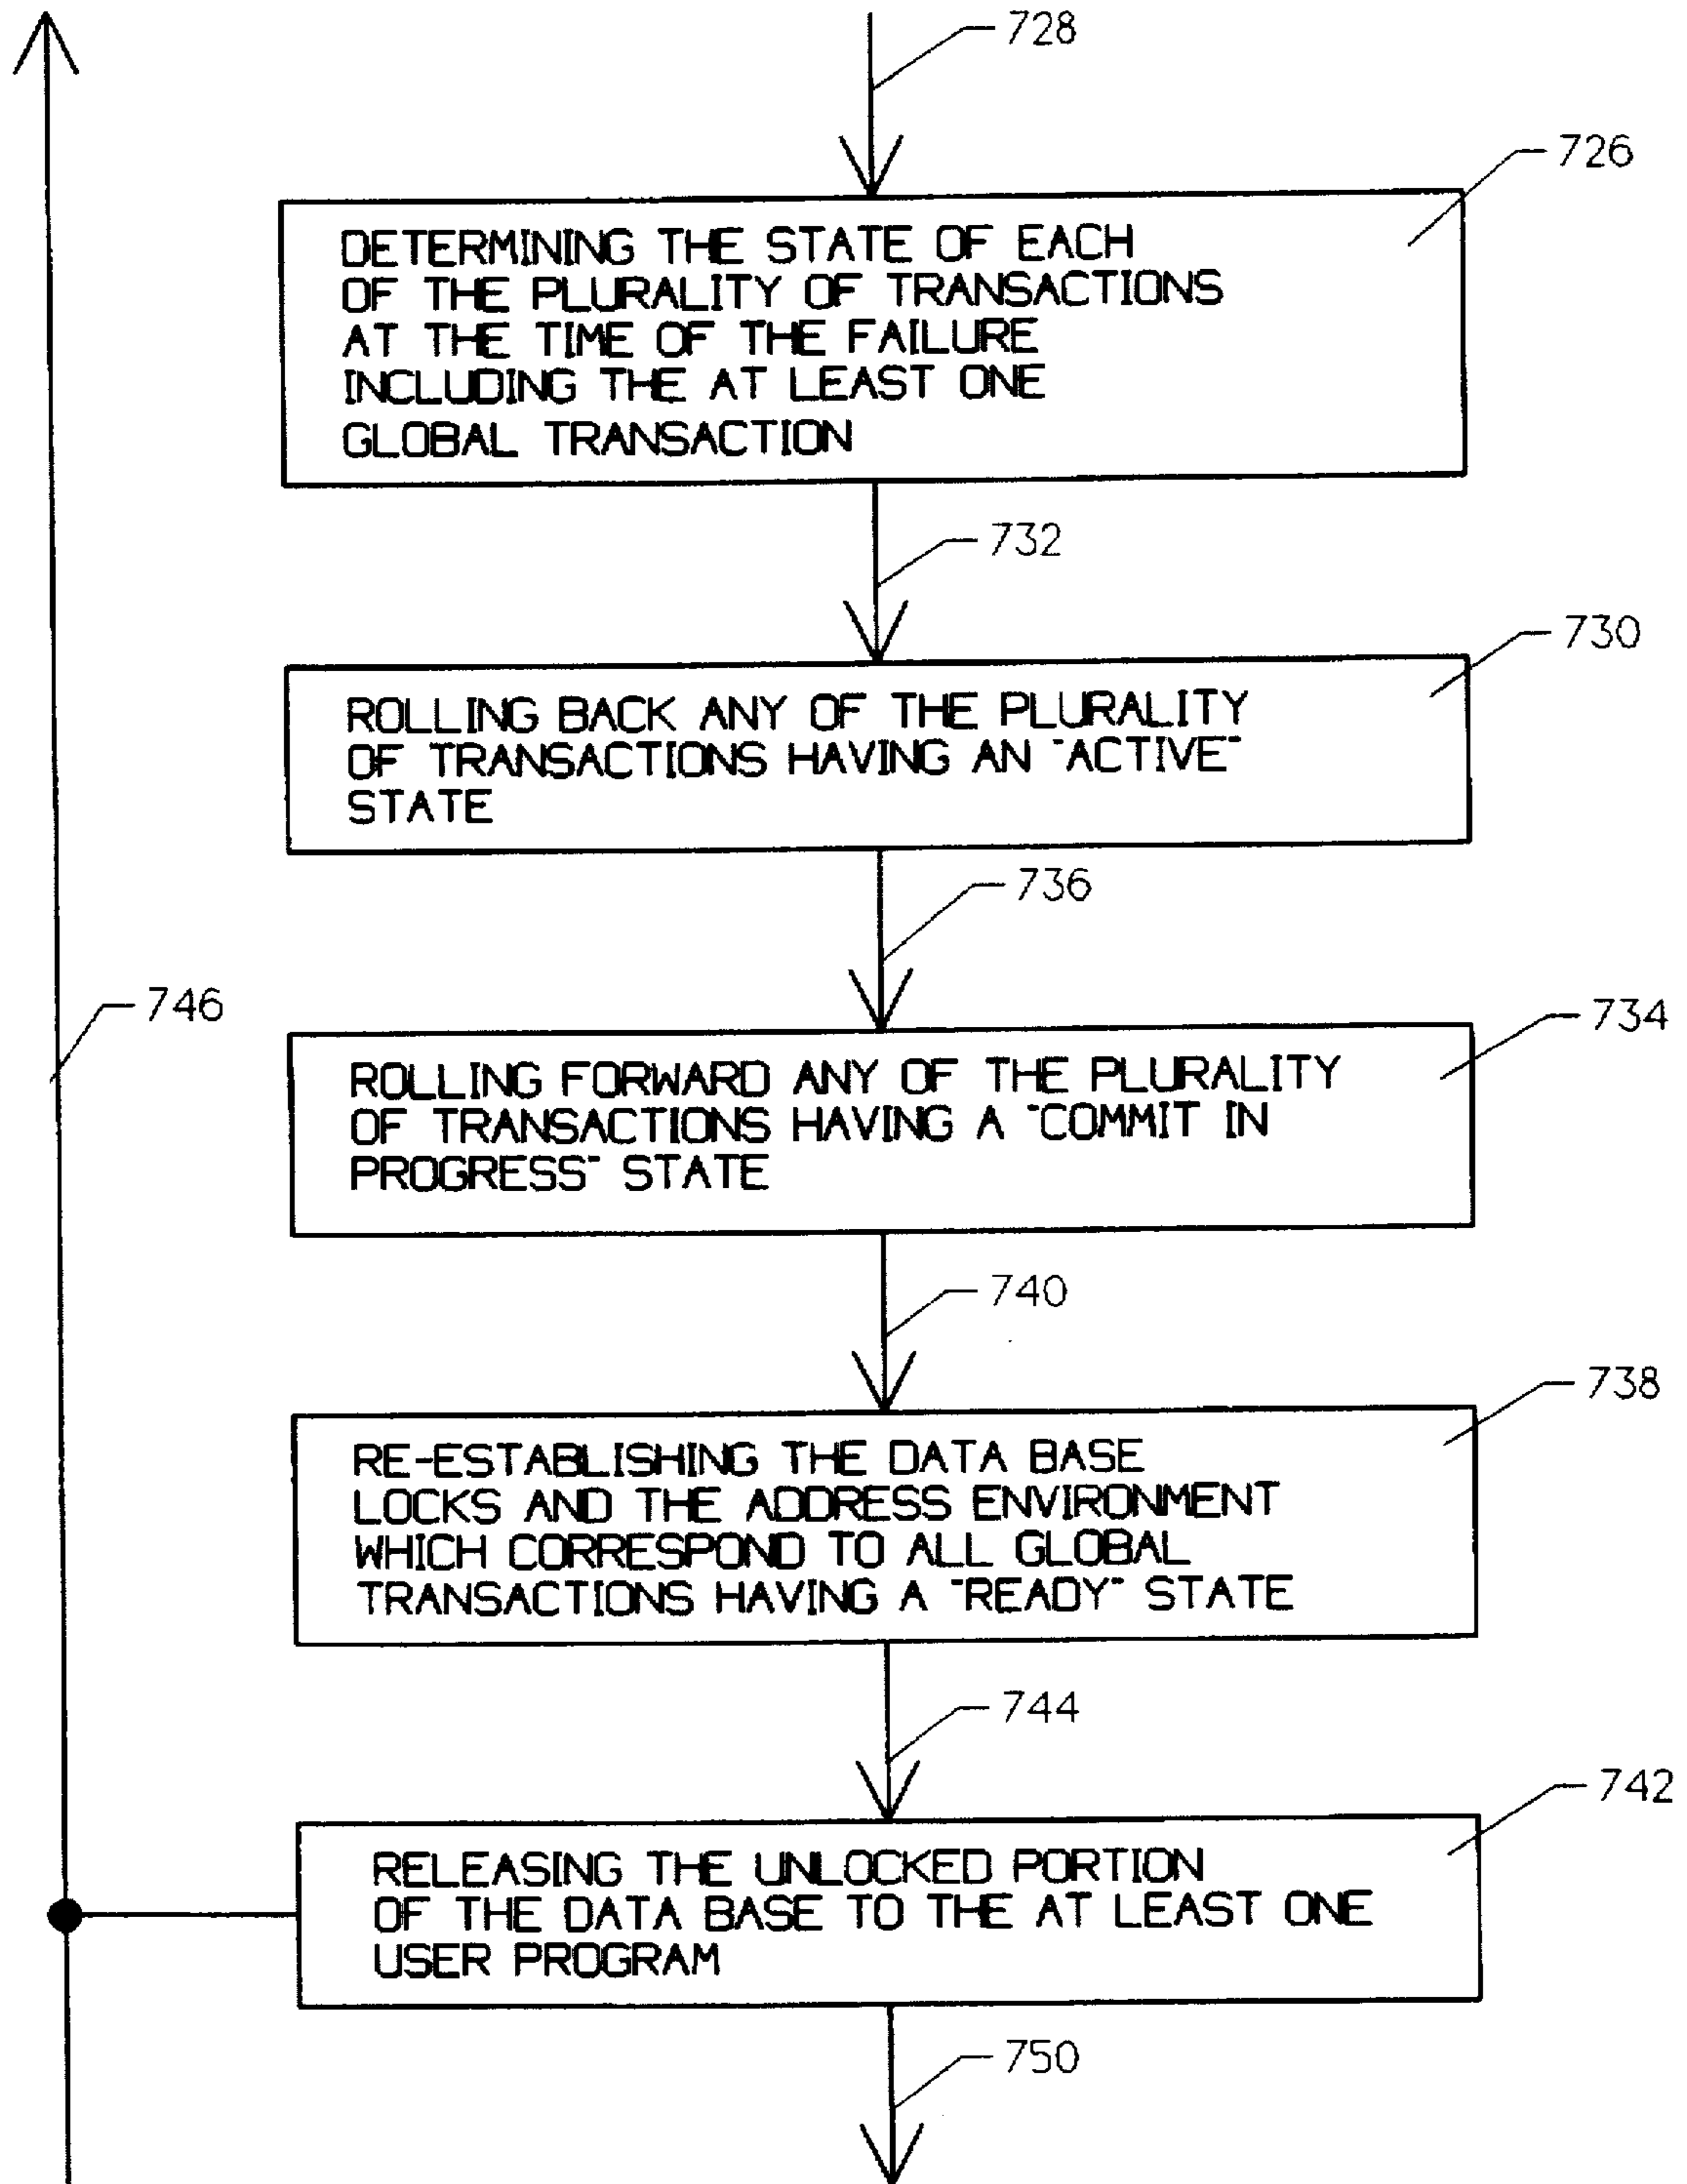 728
726
DETERMINING THE STATE OF EACH
OF THE PLURALITY OF TRANSACTIONS
AT THE TIME OF THE FAILURE
INCLUDING THE AT LEAST ONE
GLOBAL TRANSACTION
732
730
ROLLING BACK ANY OF THE PLURALITY
OF TRANSACTIONS HAVING AN "ACTIVE"
STATE
736
746
734
ROLLING FORWARD ANY OF THE PLURALITY
OF TRANSACTIONS HAVING A "COMMIT IN
PROGRESS" STATE
740
738
RE-ESTABLISHING THE DATA BASE
LOCKS AND THE ADDRESS ENVIRONMENT
WHICH CORRESPOND TO ALL GLOBAL
TRANSACTIONS HAVING A "READY" STATE
744
742
RELEASING THE UNLOCKED PORTION
OF THE DATA BASE TO THE AT LEAST ONE
USER PROGRAM
750